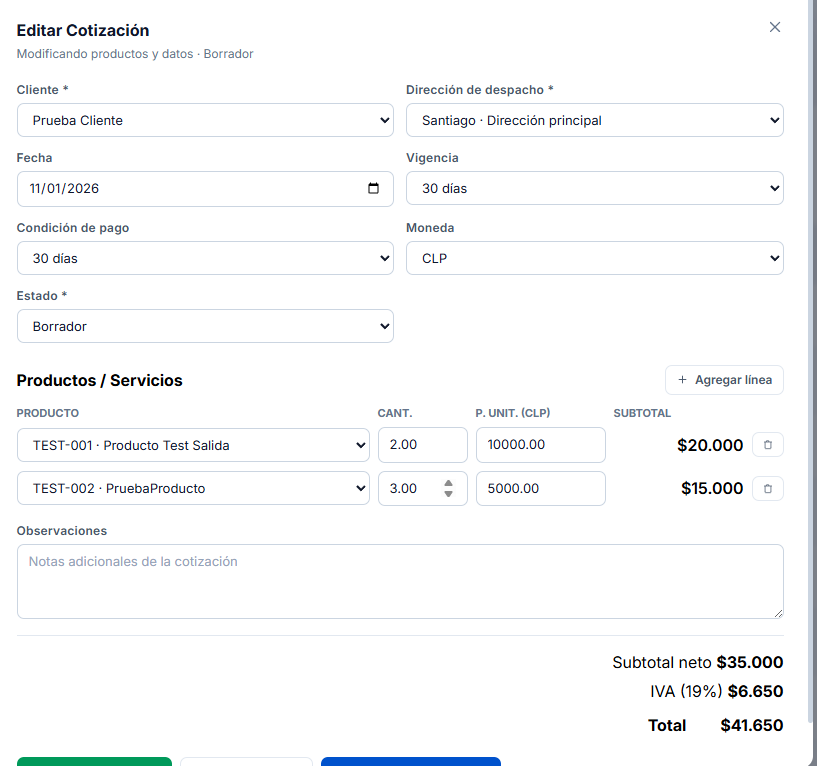 Editar Cotización
Modificando productos y datos · Borrador
Cliente *
Dirección de despacho *
Prueba Cliente
Santiago · Dirección principal
Fecha
Vigencia
11/01/2026
30 días
Condición de pago
Moneda
30 días
CLP
Estado *
Borrador
Productos / Servicios
+ Agregar línea
PRODUCTO CANT. P. UNIT. (CLP) SUBTOTAL
TEST-001 · Producto Test Salida 2.00 10000.00 $20.000
TEST-002 · PruebaProducto 3.00 5000.00 $15.000
Observaciones
Notas adicionales de la cotización
Subtotal neto $35.000
IVA (19%) $6.650
Total $41.650